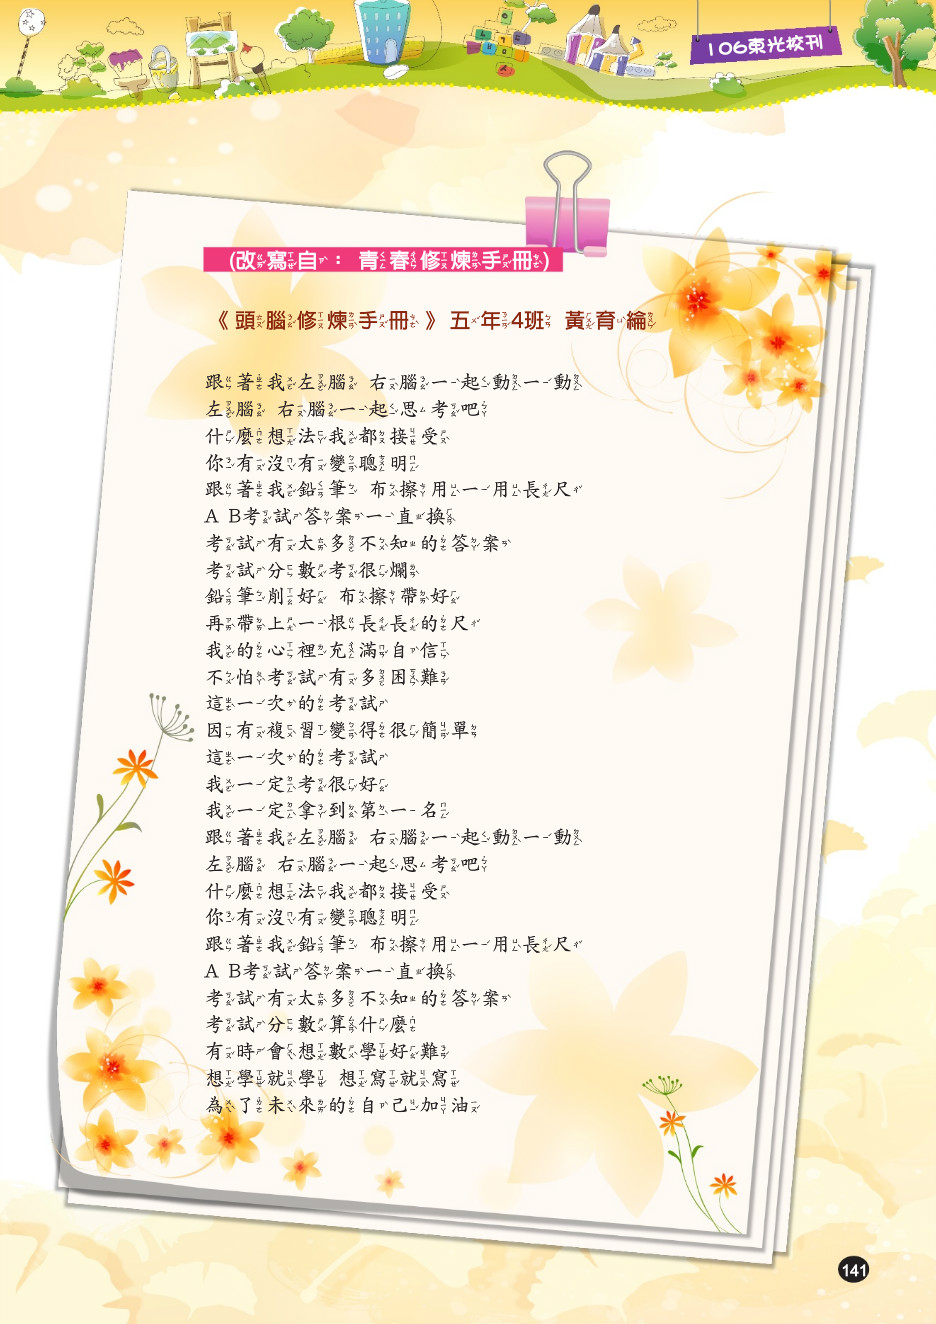 106東光校刊
(改寫自： 青春修煉手冊)
《頭腦修煉手冊》五年4班 黃育綸
跟著我左腦 右腦一起動一動
左腦 右腦一起思考吧
什麼想法我都接受
你有沒有變聰明
跟著我鉛筆 布擦用一用長尺
A B考試答案一直換
考試有太多不知的答案
考試分數考很爛
鉛筆削好 布擦帶好
再帶上一根長長的尺
我的心裡充滿自信
不怕考試有多困難
這一次的考試
因有複習變得很簡單
這一次的考試
我一定考很好
我一定拿到第一名
跟著我左腦 右腦一起動一動
左腦 右腦一起思考吧
什麼想法我都接受
你有沒有變聰明
跟著我鉛筆 布擦用一用長尺
A B考試答案一直換
考試有太多不知的答案
考試分數算什麼
有時會想數學好難
想學就學 想寫就寫
為了未來的自己加油
141